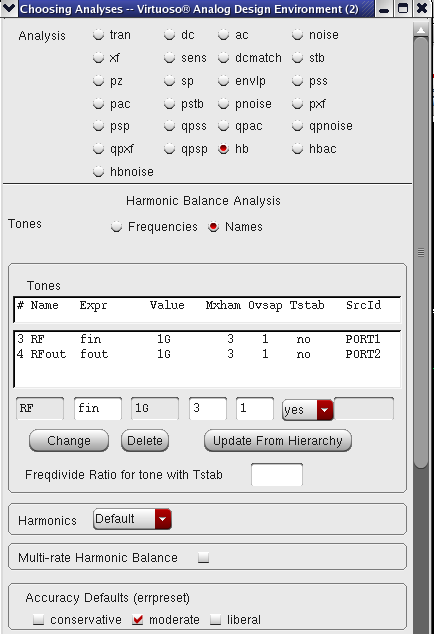 Choosing Analyses -- Virtuoso® Analog Design Environment (2)
Analysis tran dc ac noise
xf sens dcmatch stb
pz sp envlp pss
pac pstb pnoise pxf
psp qpss qpac qpnoise
qpxf qpsp hb hbac
hbnoise
Harmonic Balance Analysis
Tones Frequencies Names
Tones
# Name Expr Value Mxham Ovsap Tstab SrcId
3 RF fin 1G 3 1 no PORT1
4 RFout fout 1G 3 1 no PORT2
RF fin 1G 3 1 yes
Change Delete Update From Hierarchy
Freqdivide Ratio for tone with Tstab
Harmonics Default
Multi-rate Harmonic Balance
Accuracy Defaults (errpreset)
conservative moderate liberal